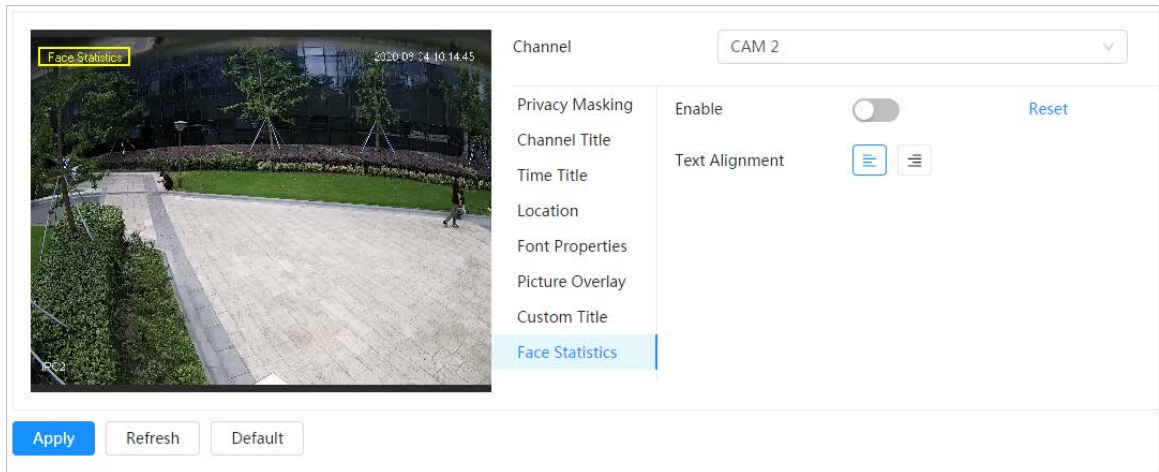 Face Statistics
2020-09-04 10:14:45
IPC2
Channel
CAM 2
Privacy Masking
Channel Title
Time Title
Location
Font Properties
Picture Overlay
Custom Title
Face Statistics
Enable
Reset
Text Alignment
Apply
Refresh
Default